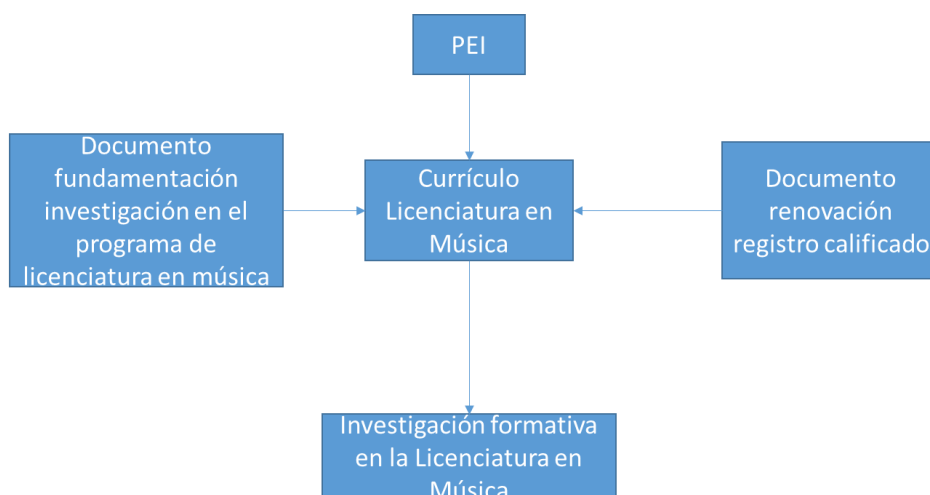 PEI
Documento
fundamentación
investigación en el
programa de
licenciatura en música
Currículo
Licenciatura en
Música
Documento
renovación
registro calificado
Investigación formativa
en la Licenciatura en
Música